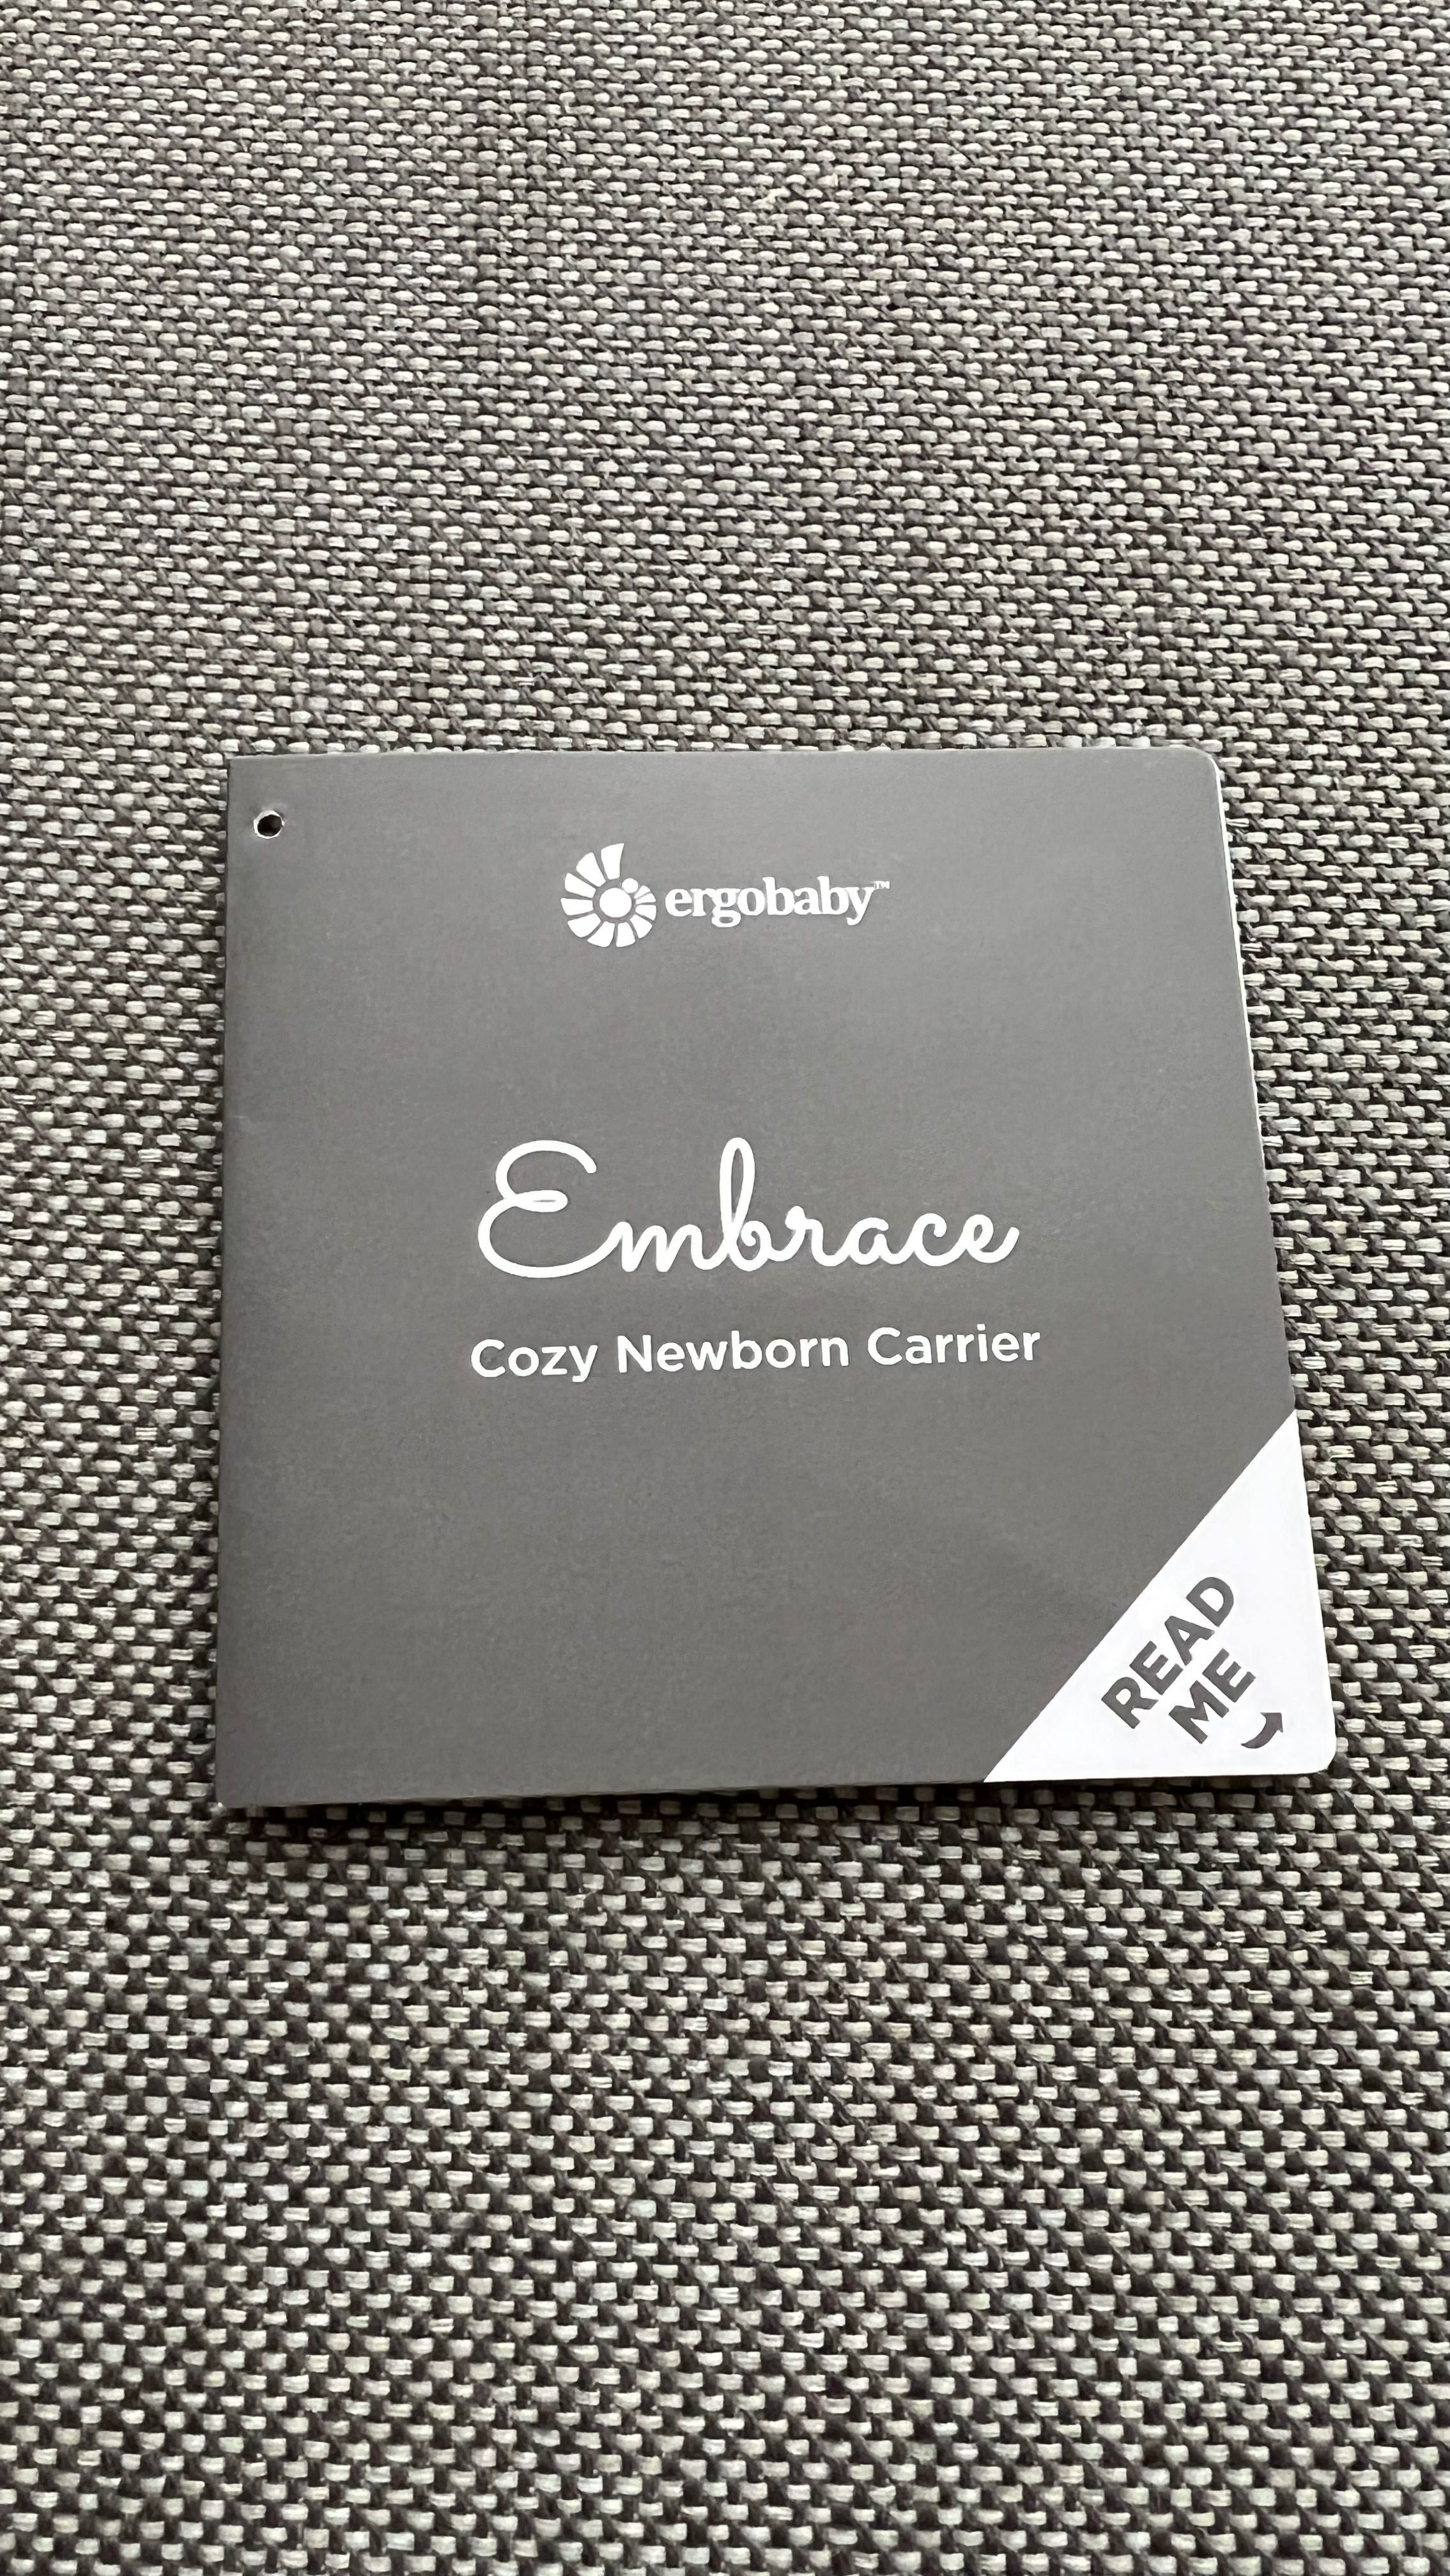 ergobaby™
Embrace
Cozy Newborn Carrier
READ
ME